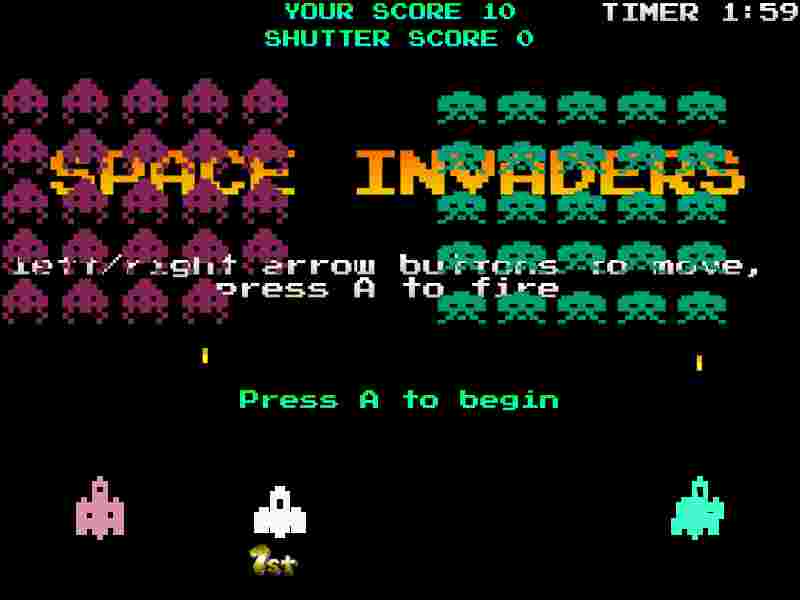 YOUR SCORE 10
TIMER 1:59
SHUTTER SCORE 0
SPACE INVADERS
left/right arrow buttons to move,
press A to fire
Press A to begin
1st